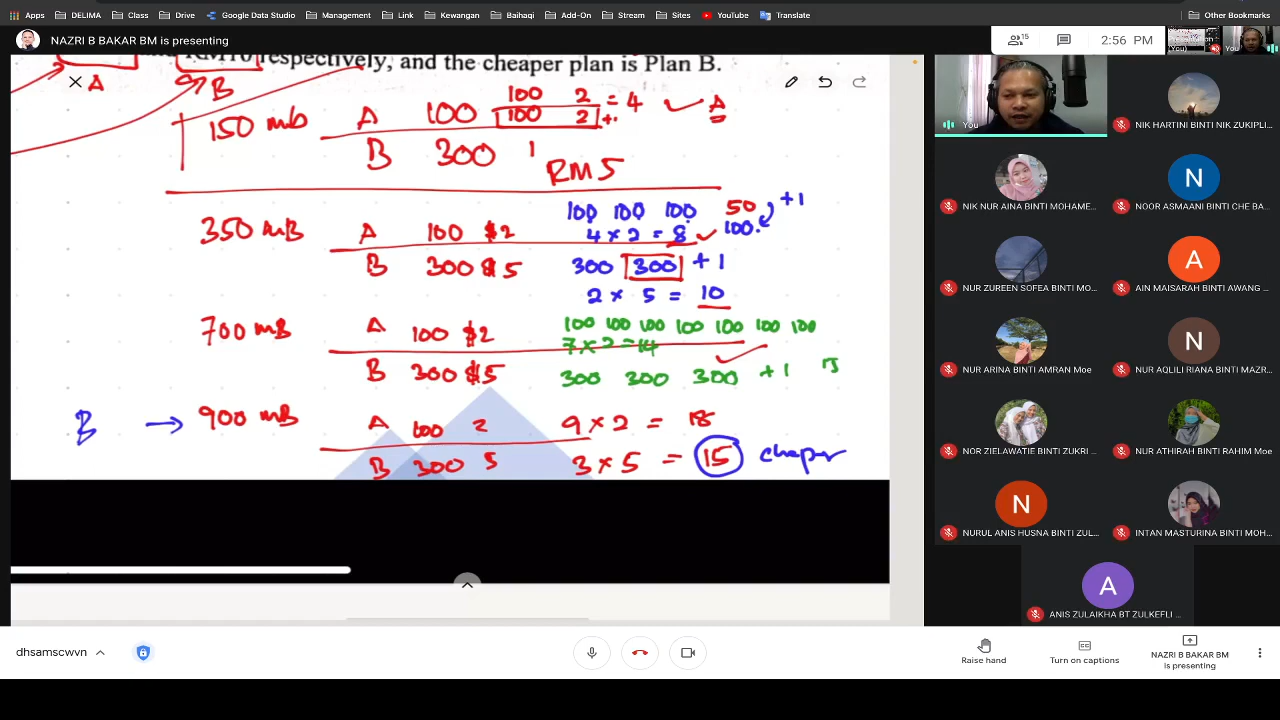 Apps DELIMA Class Drive Google Data Studio Management Link Kewangan Baihaqi Add-On Stream Sites YouTube Translate Other Bookmarks
NAZRI B BAKAR BM is presenting
15
2:56 PM
(You)
You
respectively, and the cheaper plan is Plan B.
A
B
150 mb A 100 100 2 = 4 A
100 2 +
B 300 1
RM5
350 mB A 100 $2 100 100 100 50 +1
4 × 2 = 8 100
B 300 $5 300 300 + 1
2 × 5 = 10
700 mB A 100 $2 100 100 100 100 100 100 100
7 × 2 = 14
B 300 $5 300 300 300 +1
B → 900 mB A 100 2 9 × 2 = 18
B 300 5 3 × 5 = 15 cheaper
You
NIK HARTINI BINTI NIK ZUKIPLI...
NIK NUR AINA BINTI MOHAME...
N
NOOR ASMAANI BINTI CHE BA...
NUR ZUREEN SOFEA BINTI MO...
A
AIN MAISARAH BINTI AWANG ...
NUR ARINA BINTI AMRAN Moe
N
NUR AQLILI RIANA BINTI MAZR...
NOR ZIELAWATIE BINTI ZUKRI ...
NUR ATHIRAH BINTI RAHIM Moe
N
NURUL ANIS HUSNA BINTI ZUL...
INTAN MASTURINA BINTI MOH...
A
ANIS ZULAIKHA BT ZULKEFLI ...
dhsamscwvn
Raise hand
Turn on captions
NAZRI B BAKAR BM
is presenting